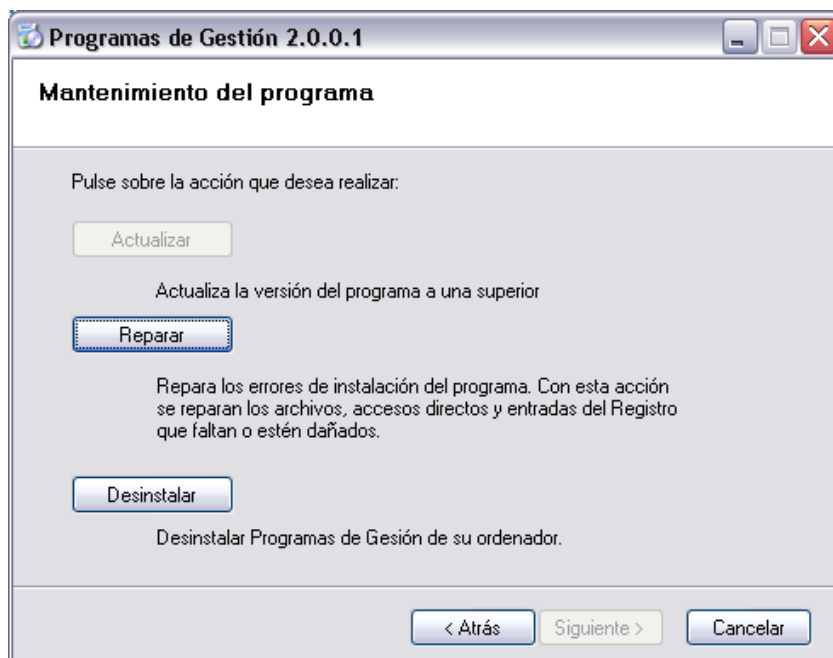 Programas de Gestión 2.0.0.1
Mantenimiento del programa
Pulse sobre la acción que desea realizar:
Actualizar
Actualiza la versión del programa a una superior
Reparar
Repara los errores de instalación del programa. Con esta acción
se reparan los archivos, accesos directos y entradas del Registro
que faltan o estén dañados.
Desinstalar
Desinstalar Programas de Gesión de su ordenador.
< Atrás
Siguiente >
Cancelar